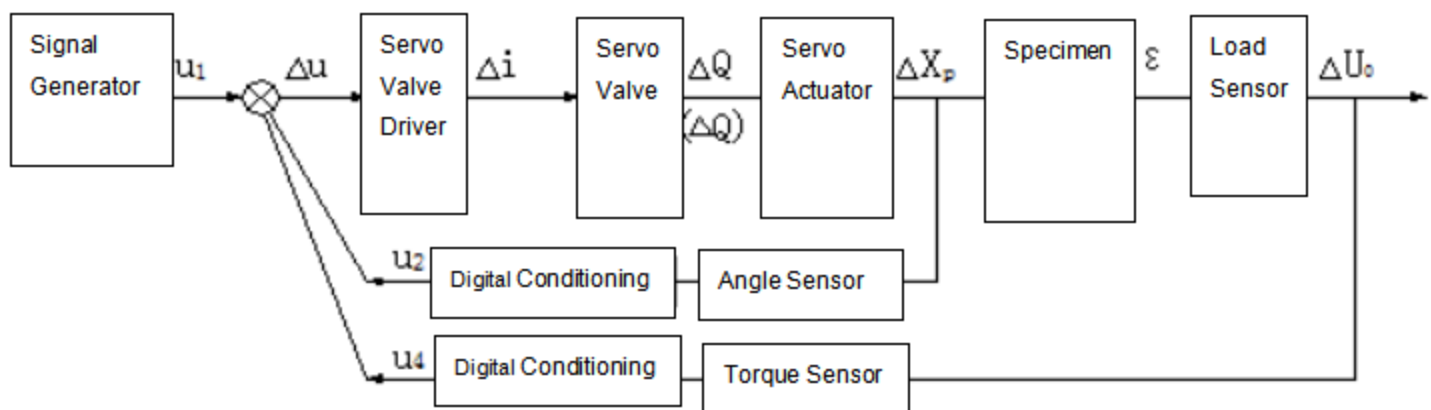 Signal
Generator
u₁
Δu
Servo
Valve
Driver
Δi
Servo
Valve
ΔQ
(ΔQ)
Servo
Actuator
ΔXₚ
Specimen
ε
Load
Sensor
ΔU₀
u₂
Digital Conditioning
Angle Sensor
u4
Digital Conditioning
Torque Sensor